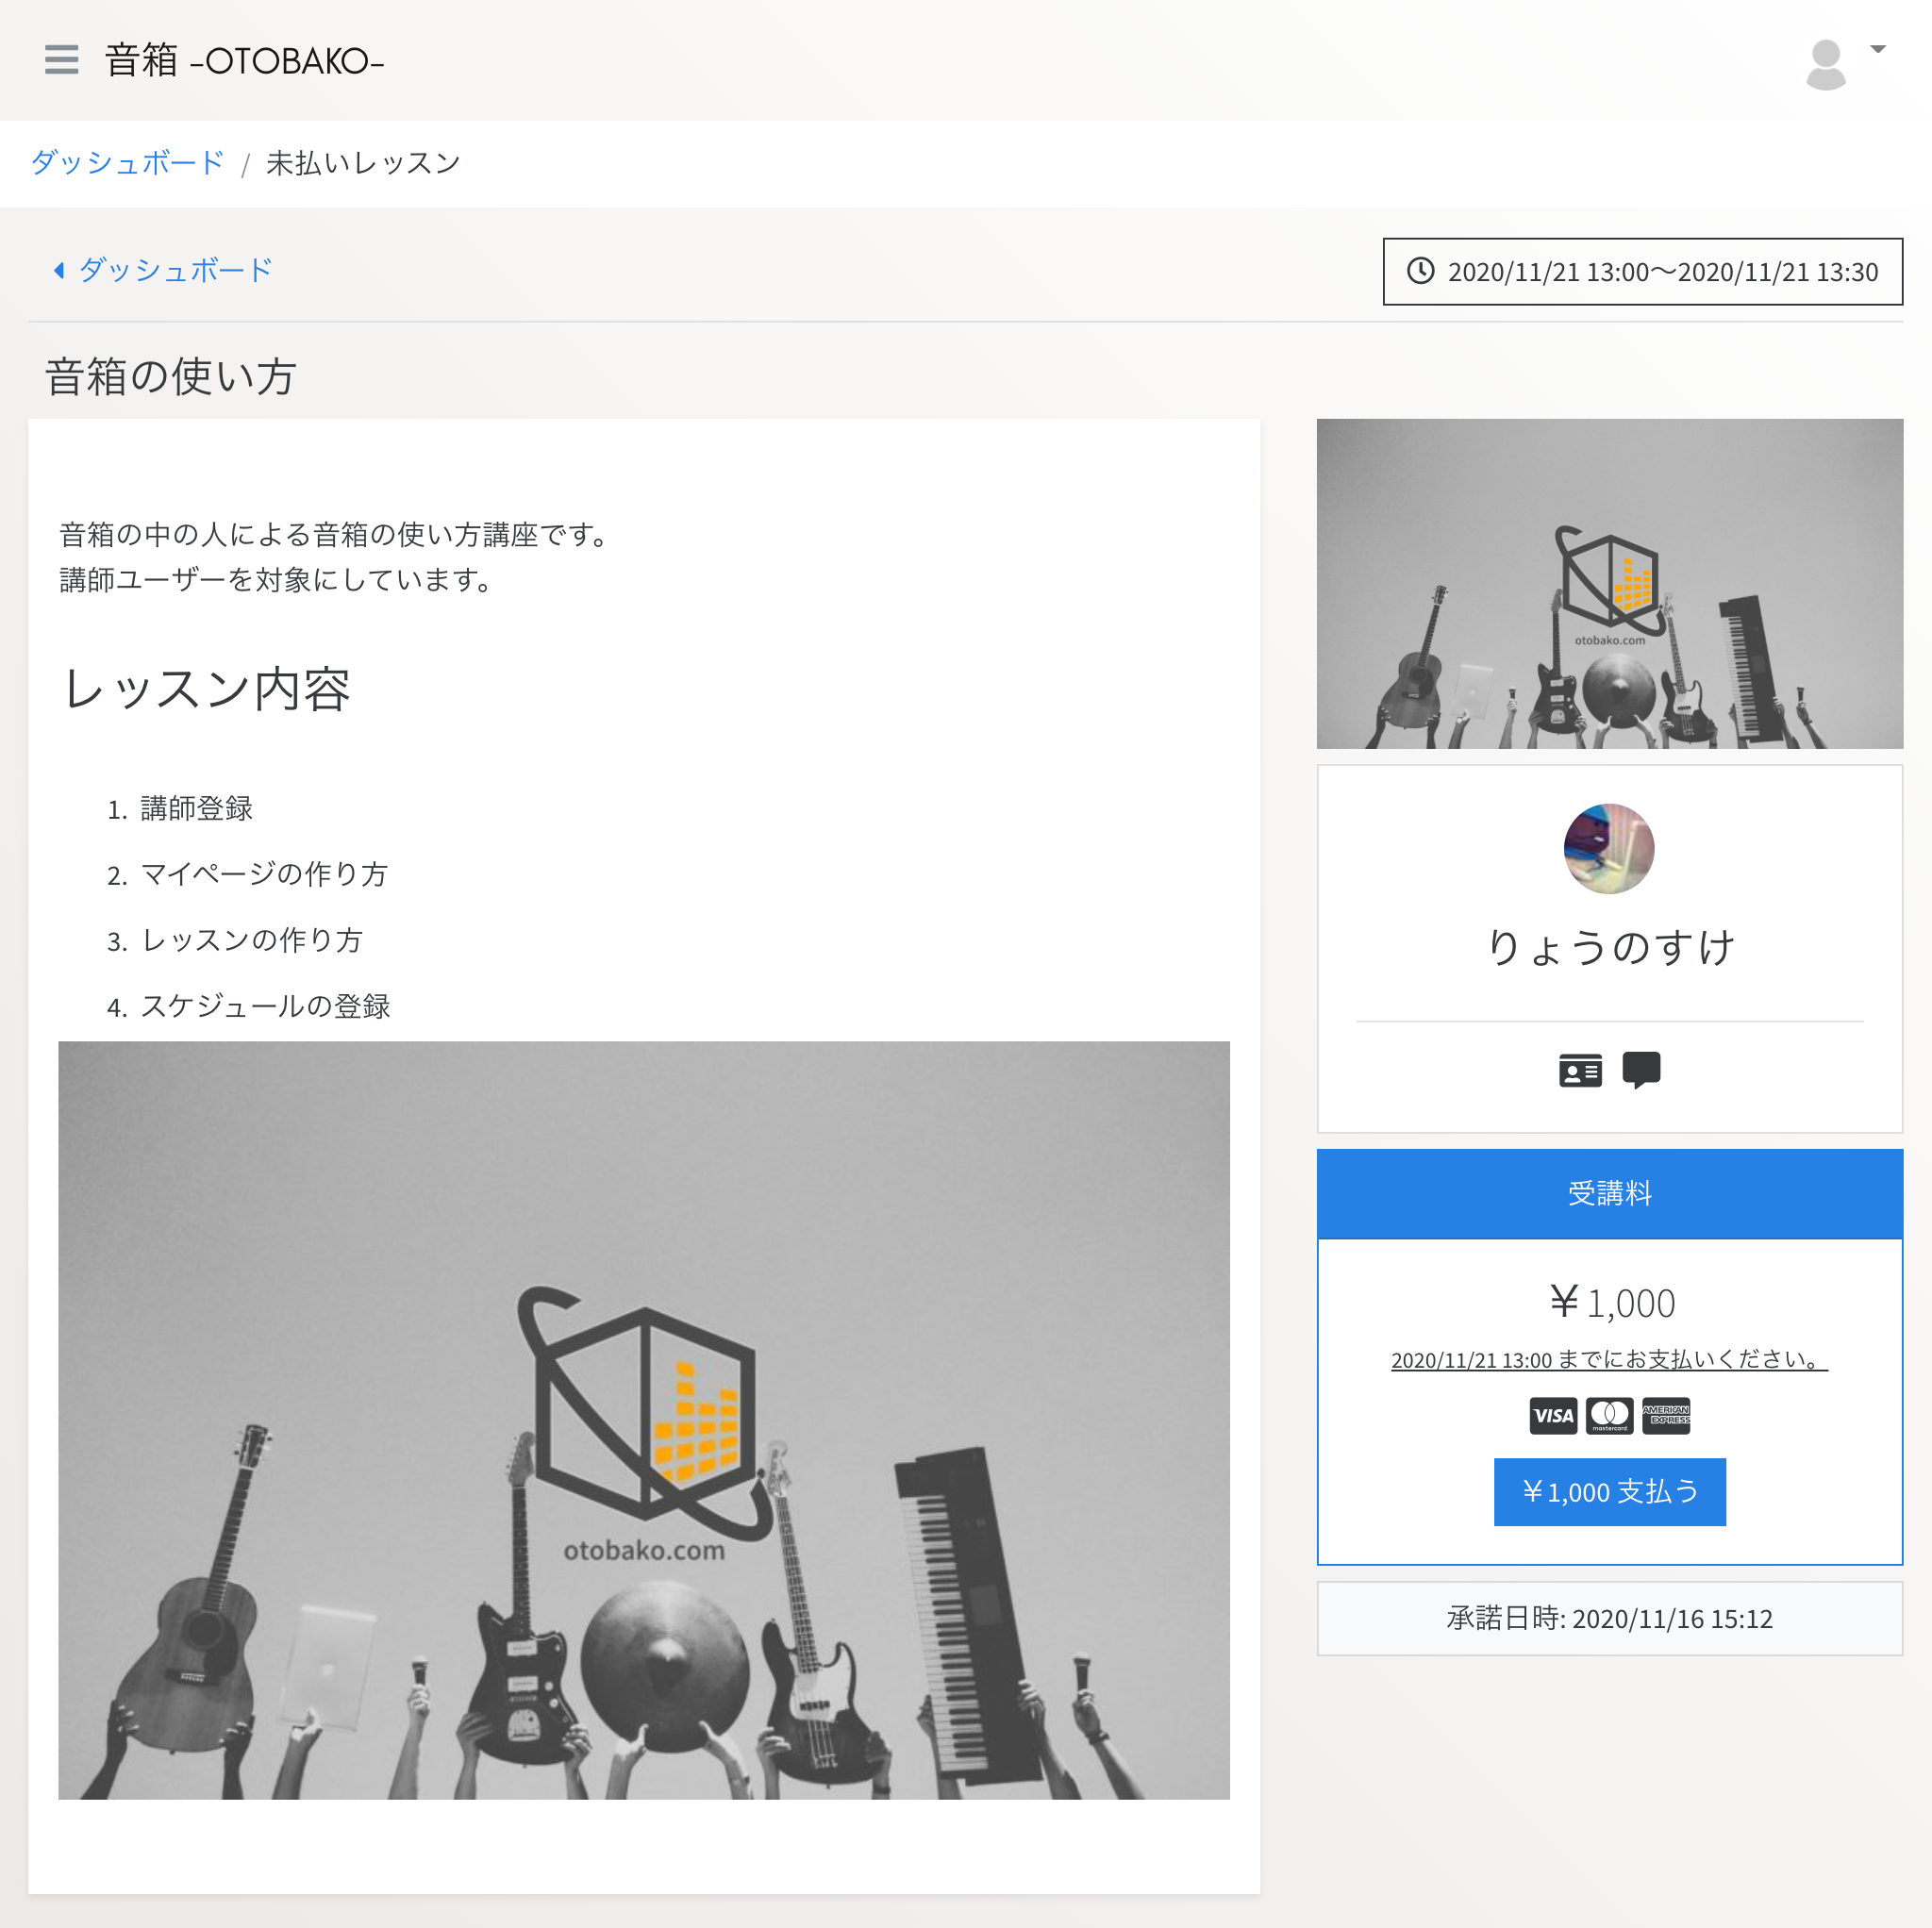 音箱 -OTOBAKO-
ダッシュボード / 未払いレッスン
ダッシュボード
2020/11/21 13:00〜2020/11/21 13:30
音箱の使い方
音箱の中の人による音箱の使い方講座です。
講師ユーザーを対象にしています。
レッスン内容
1. 講師登録
2. マイページの作り方
3. レッスンの作り方
4. スケジュールの登録
otobako.com
otobako.com
りょうのすけ
受講料
￥1,000
2020/11/21 13:00 までにお支払いください。
VISA mastercard AMERICAN EXPRESS
￥1,000 支払う
承諾日時: 2020/11/16 15:12